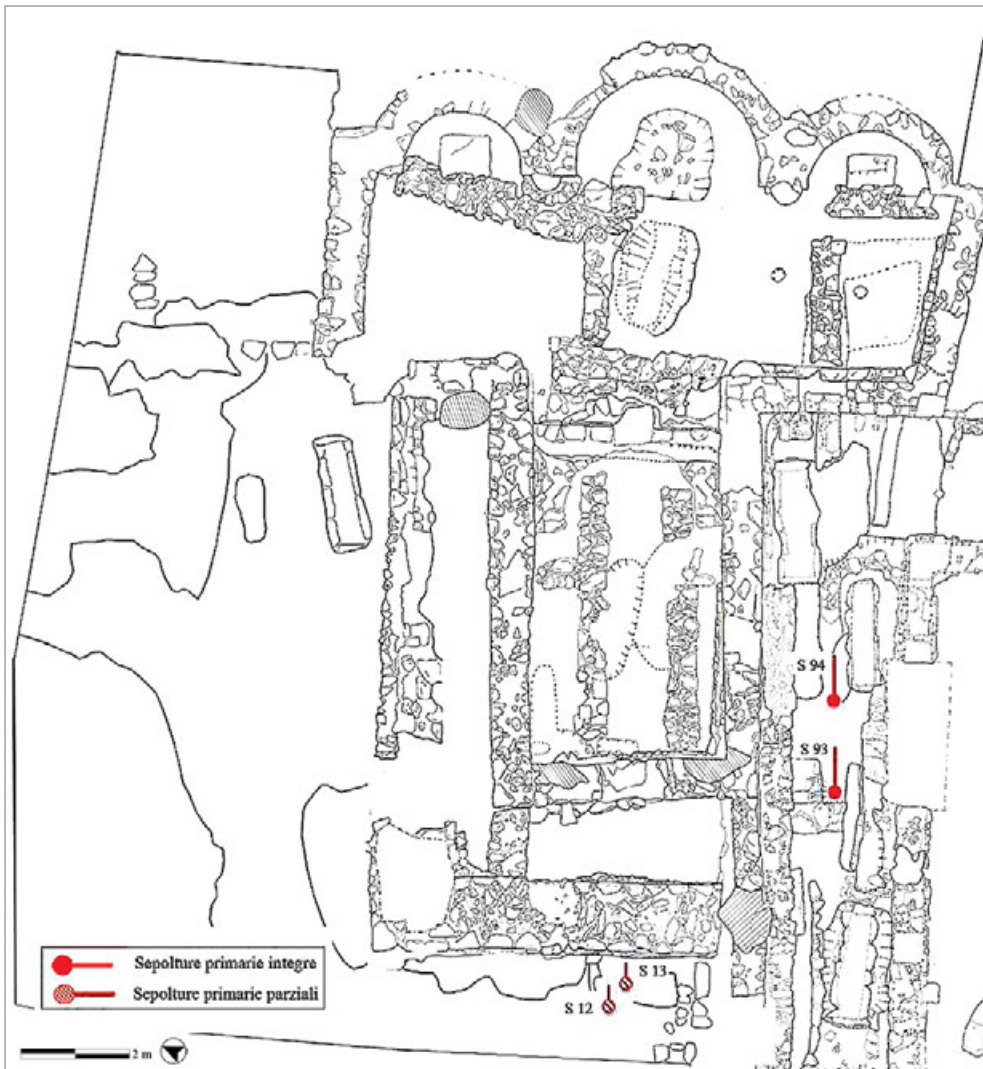 S 94
S 93
S 13
S 12
Sepolture primarie integre
Sepolture primarie parziali
2 m